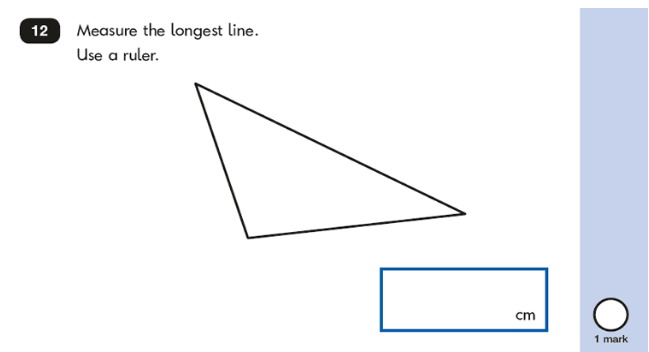 12 Measure the longest line.
Use a ruler.
cm
1 mark